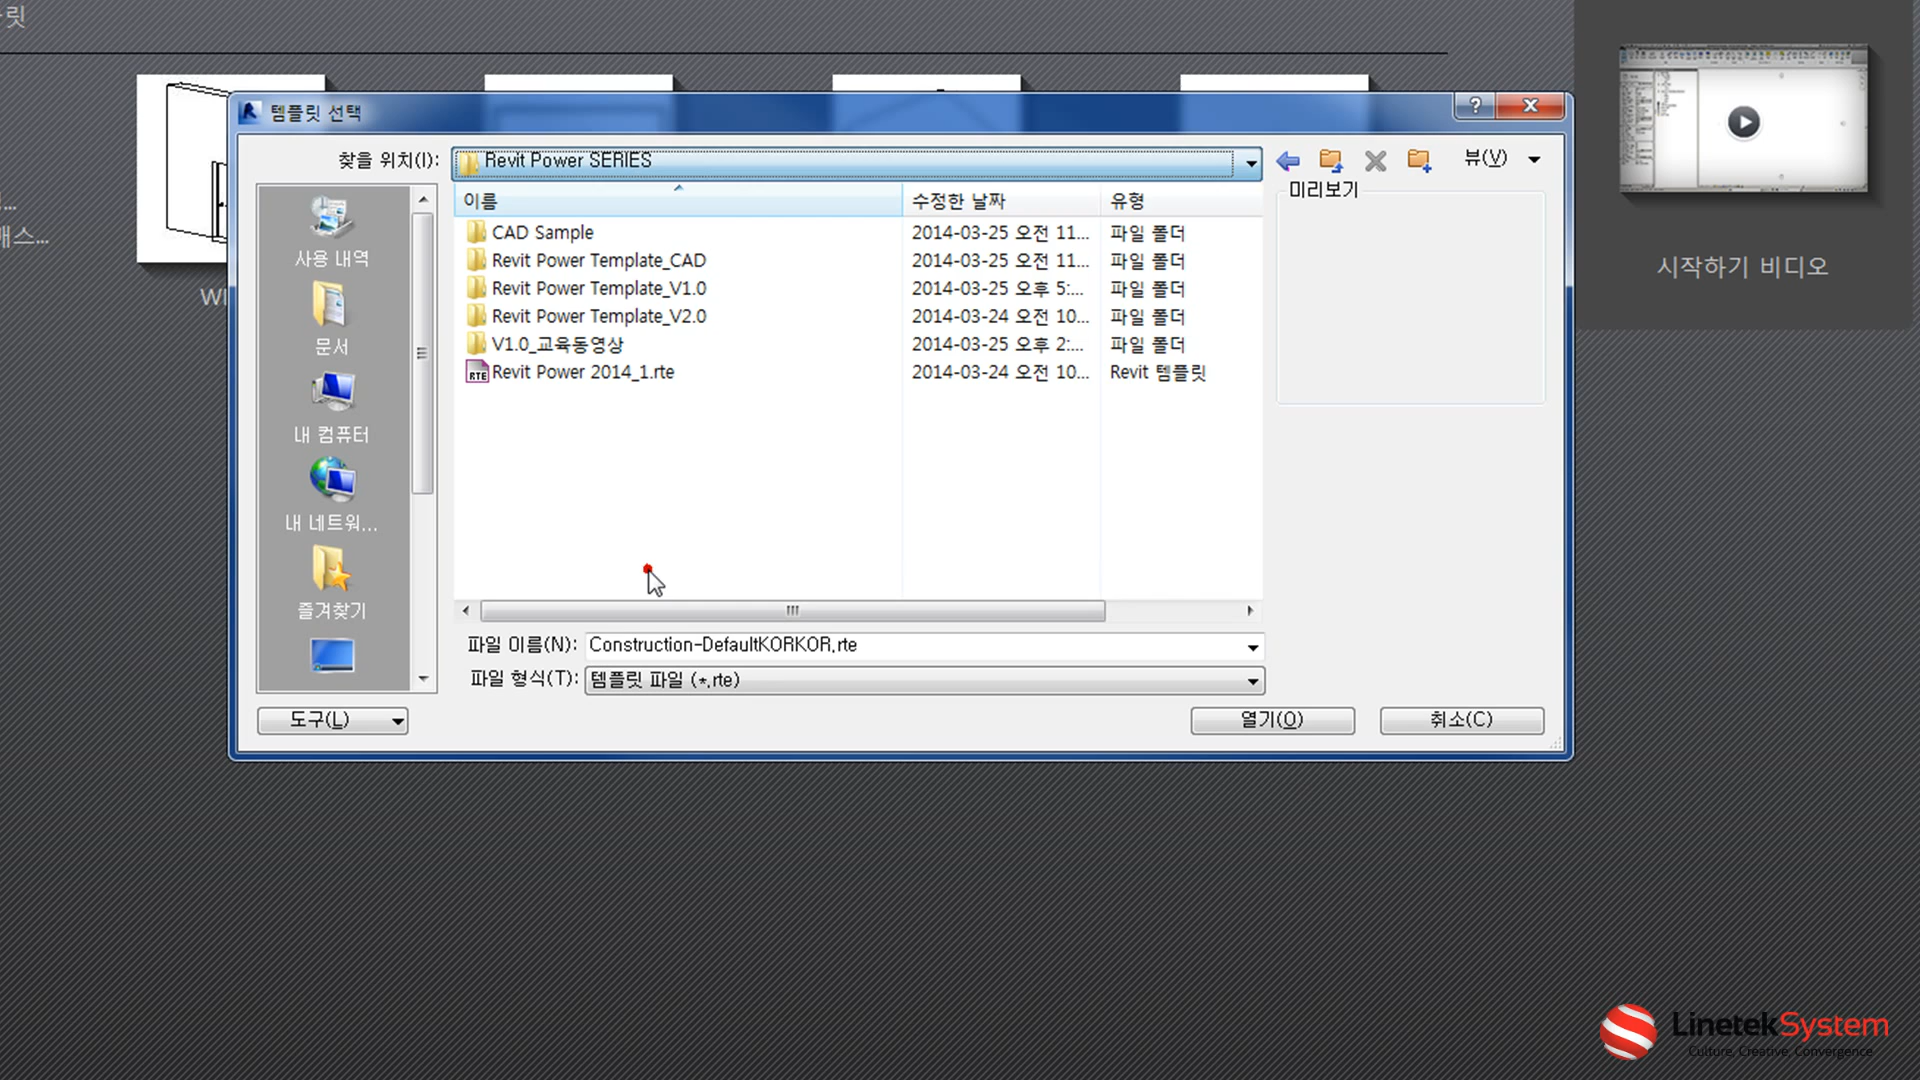 릿
템플릿 선택
찾을 위치(I):
Revit Power SERIES
뷰(V)
이름
수정한 날짜
유형
미리보기
CAD Sample
2014-03-25 오전 11...
파일 폴더
Revit Power Template_CAD
2014-03-25 오전 11...
파일 폴더
Revit Power Template_V1.0
2014-03-25 오후 5:...
파일 폴더
Revit Power Template_V2.0
2014-03-24 오전 10...
파일 폴더
V1.0_교육동영상
2014-03-25 오후 2:...
파일 폴더
RTE Revit Power 2014_1.rte
2014-03-24 오전 10...
Revit 템플릿
사용 내역
문서
내 컴퓨터
내 네트워...
즐겨찾기
파일 이름(N):
Construction-DefaultKORKOR.rte
파일 형식(T):
템플릿 파일 (*.rte)
도구(L)
열기(O)
취소(C)
시작하기 비디오
LinetekSystem
Culture, Creative, Convergence